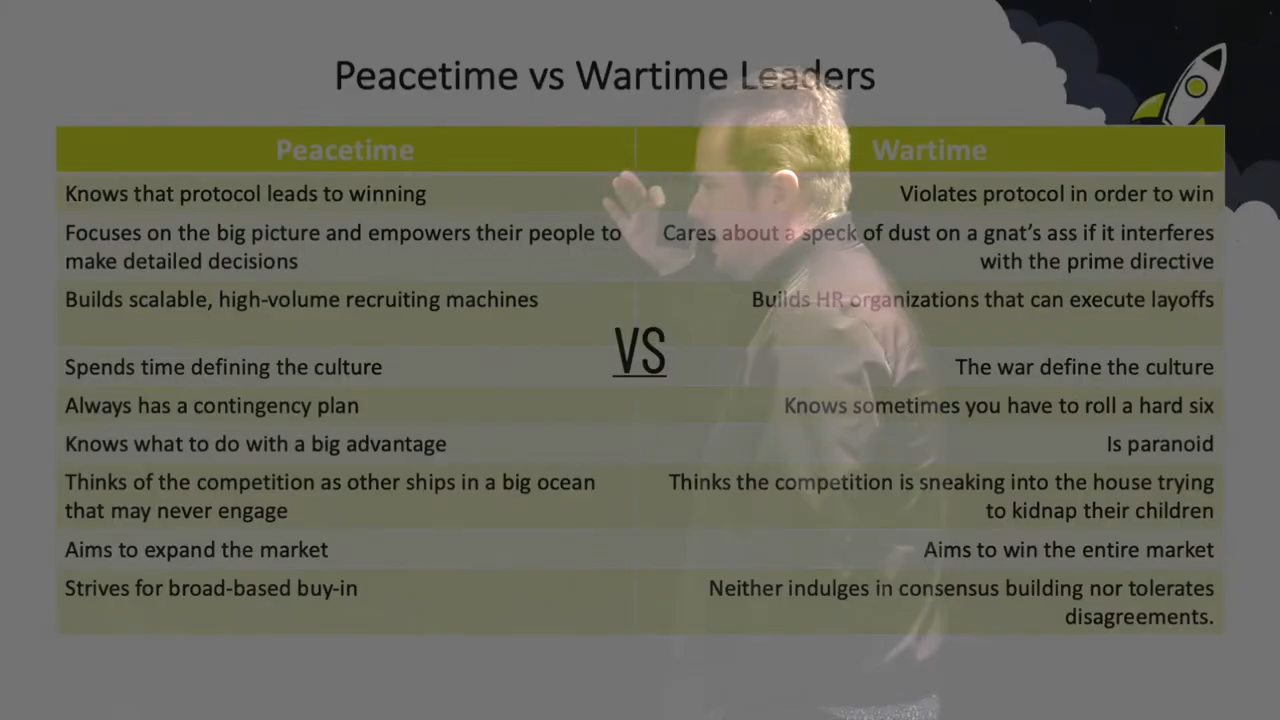 Peacetime vs Wartime Leaders
Peacetime
Wartime
Knows that protocol leads to winning
Violates protocol in order to win
Focuses on the big picture and empowers their people to
make detailed decisions
Cares about a speck of dust on a gnat's ass if it interferes
with the prime directive
Builds scalable, high-volume recruiting machines
Builds HR organizations that can execute layoffs
VS
Spends time defining the culture
The war define the culture
Always has a contingency plan
Knows sometimes you have to roll a hard six
Knows what to do with a big advantage
Is paranoid
Thinks of the competition as other ships in a big ocean
that may never engage
Thinks the competition is sneaking into the house trying
to kidnap their children
Aims to expand the market
Aims to win the entire market
Strives for broad-based buy-in
Neither indulges in consensus building nor tolerates
disagreements.